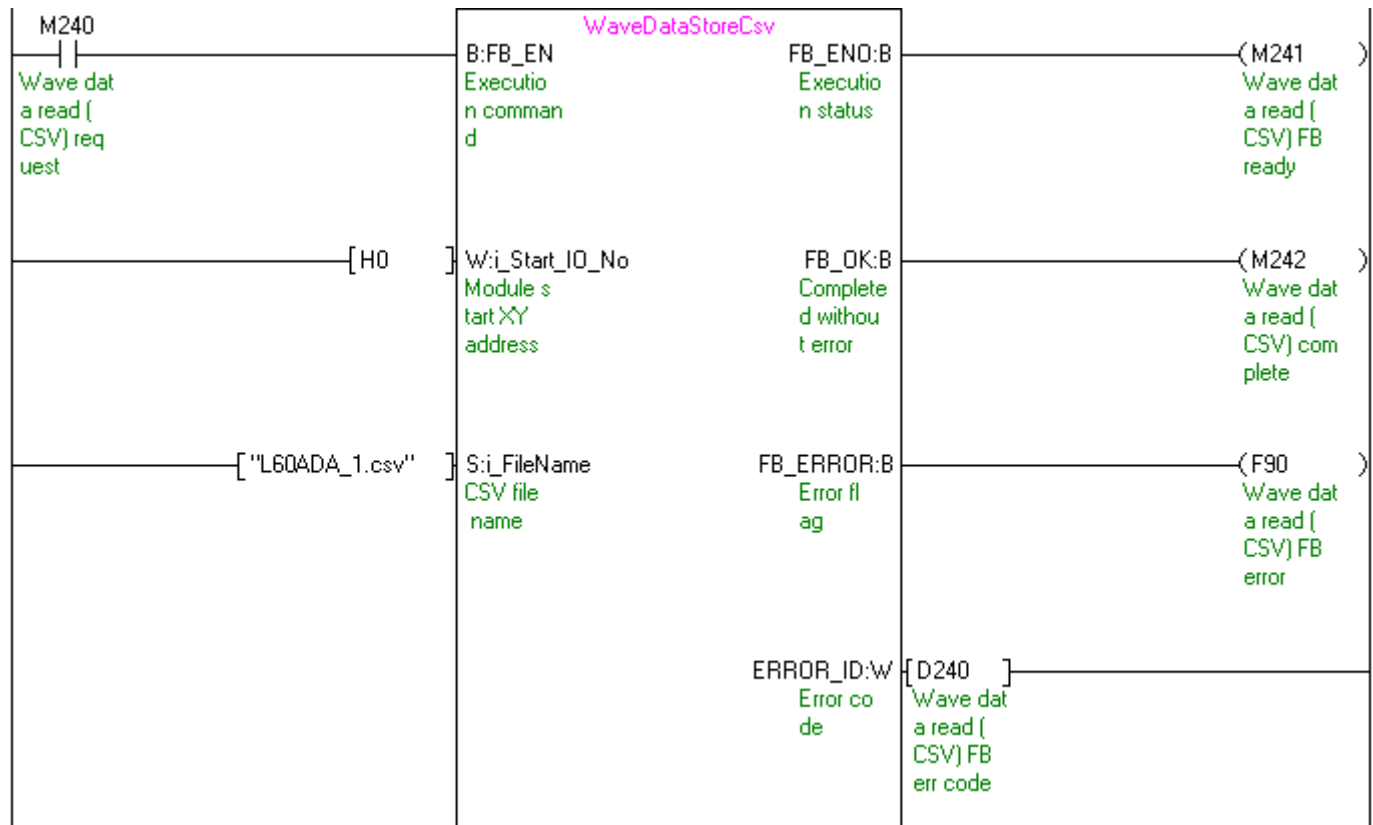 M240
WaveDataStoreCsv
B:FB_EN
FB_ENO:B
(M241 )
Wave dat
a read (
CSV) req
uest
Executio
n comman
d
Executio
n status
Wave dat
a read (
CSV) FB
ready
[H0 ]
W:i_Start_IO_No
FB_OK:B
(M242 )
Module s
tart XY
address
Complete
d withou
t error
Wave dat
a read (
CSV) com
plete
["L60ADA_1.csv" ]
S:i_FileName
FB_ERROR:B
(F90 )
CSV file
name
Error fl
ag
Wave dat
a read (
CSV) FB
error
ERROR_ID:W
[D240 ]
Error co
de
Wave dat
a read (
CSV) FB
err code